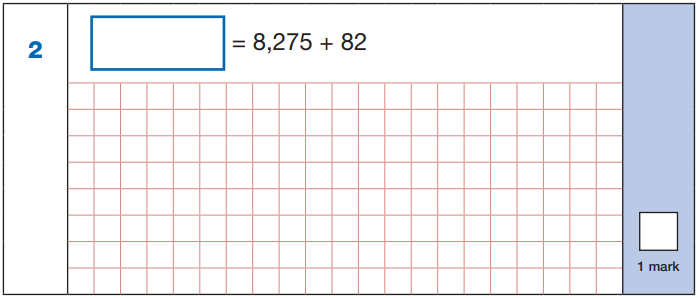 2
= 8,275 + 82
1 mark